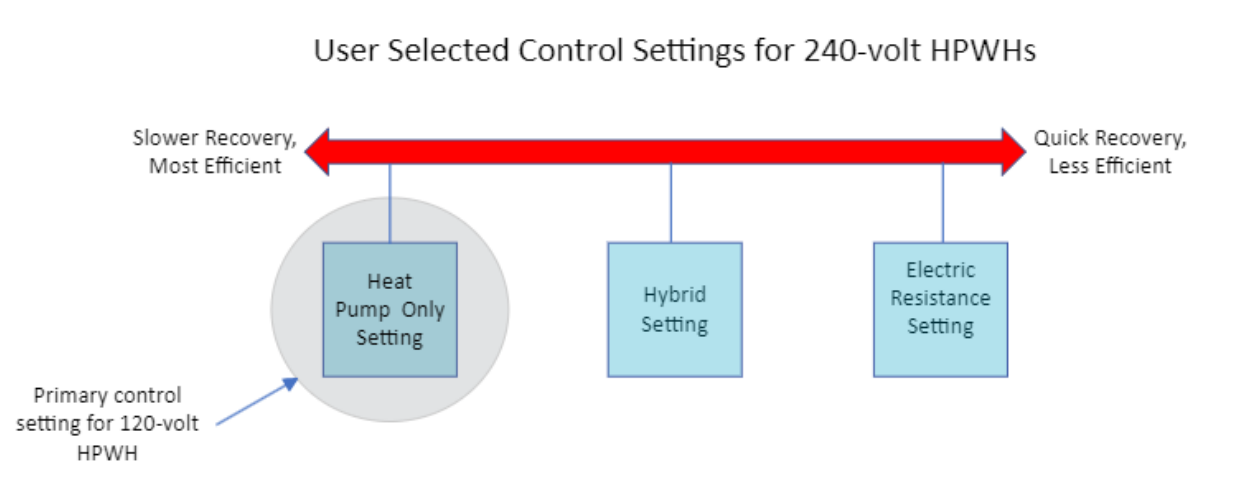 User Selected Control Settings for 240-volt HPWHs
Slower Recovery,
Most Efficient
Quick Recovery,
Less Efficient
Heat
Pump Only
Setting
Hybrid
Setting
Electric
Resistance
Setting
Primary control
setting for 120-volt
HPWH